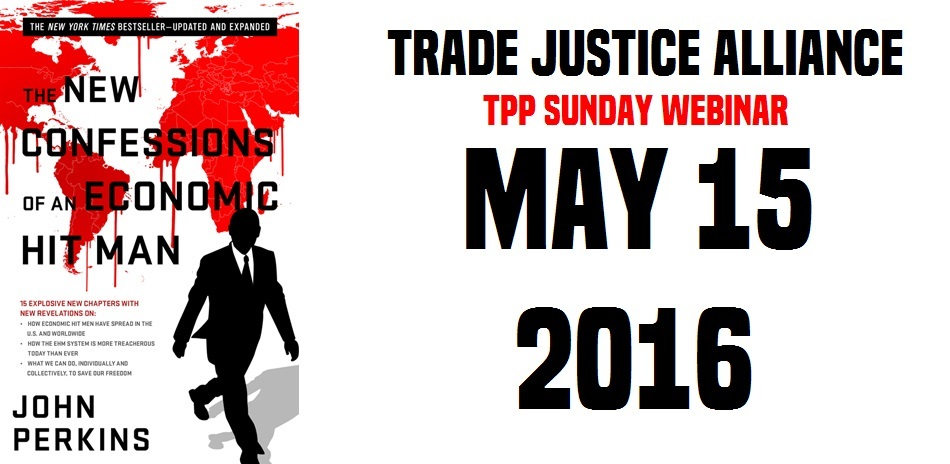 THE NEW YORK TIMES BESTSELLER—UPDATED AND EXPANDED
THE NEW
CONFESSIONS
OF AN ECONOMIC
HIT MAN
15 EXPLOSIVE NEW CHAPTERS WITH
NEW REVELATIONS ON:
• HOW ECONOMIC HIT MEN HAVE SPREAD IN THE
U.S. AND WORLDWIDE
• HOW THE EHM SYSTEM IS MORE TREACHEROUS
TODAY THAN EVER
• WHAT WE CAN DO, INDIVIDUALLY AND
COLLECTIVELY, TO SAVE OUR FREEDOM
JOHN
PERKINS
TRADE JUSTICE ALLIANCE
TPP SUNDAY WEBINAR
MAY 15
2016